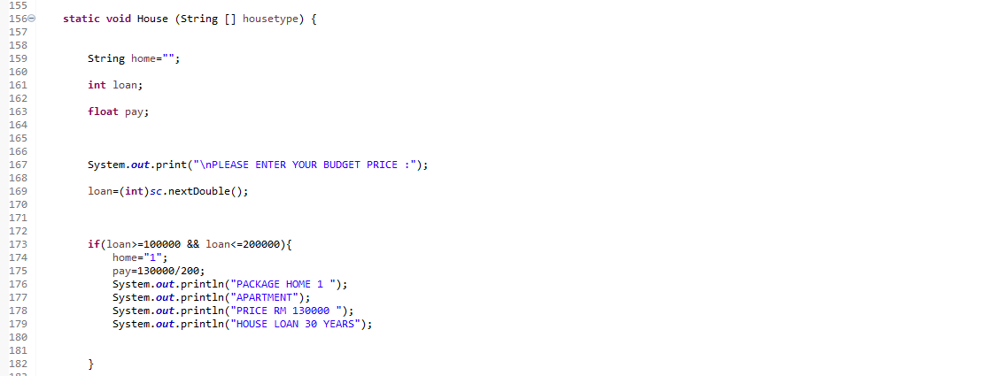 155
156 static void House (String [] housetype) {
157
158
159 String home="";
160
161 int loan;
162
163 float pay;
164
165
166
167 System.out.print("\nPLEASE ENTER YOUR BUDGET PRICE :");
168
169 loan=(int)sc.nextDouble();
170
171
172
173 if(loan>=100000 && loan<=200000){
174 home="1";
175 pay=130000/200;
176 System.out.println("PACKAGE HOME 1 ");
177 System.out.println("APARTMENT");
178 System.out.println("PRICE RM 130000 ");
179 System.out.println("HOUSE LOAN 30 YEARS");
180
181
182 }